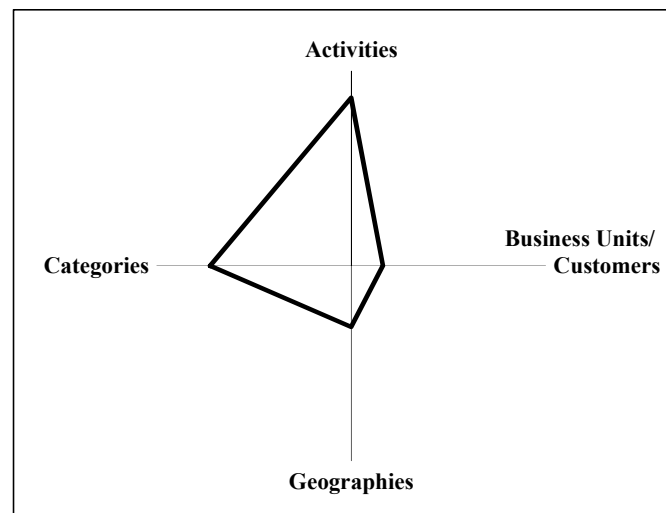 Activities
Business Units/
Categories
Customers
Geographies